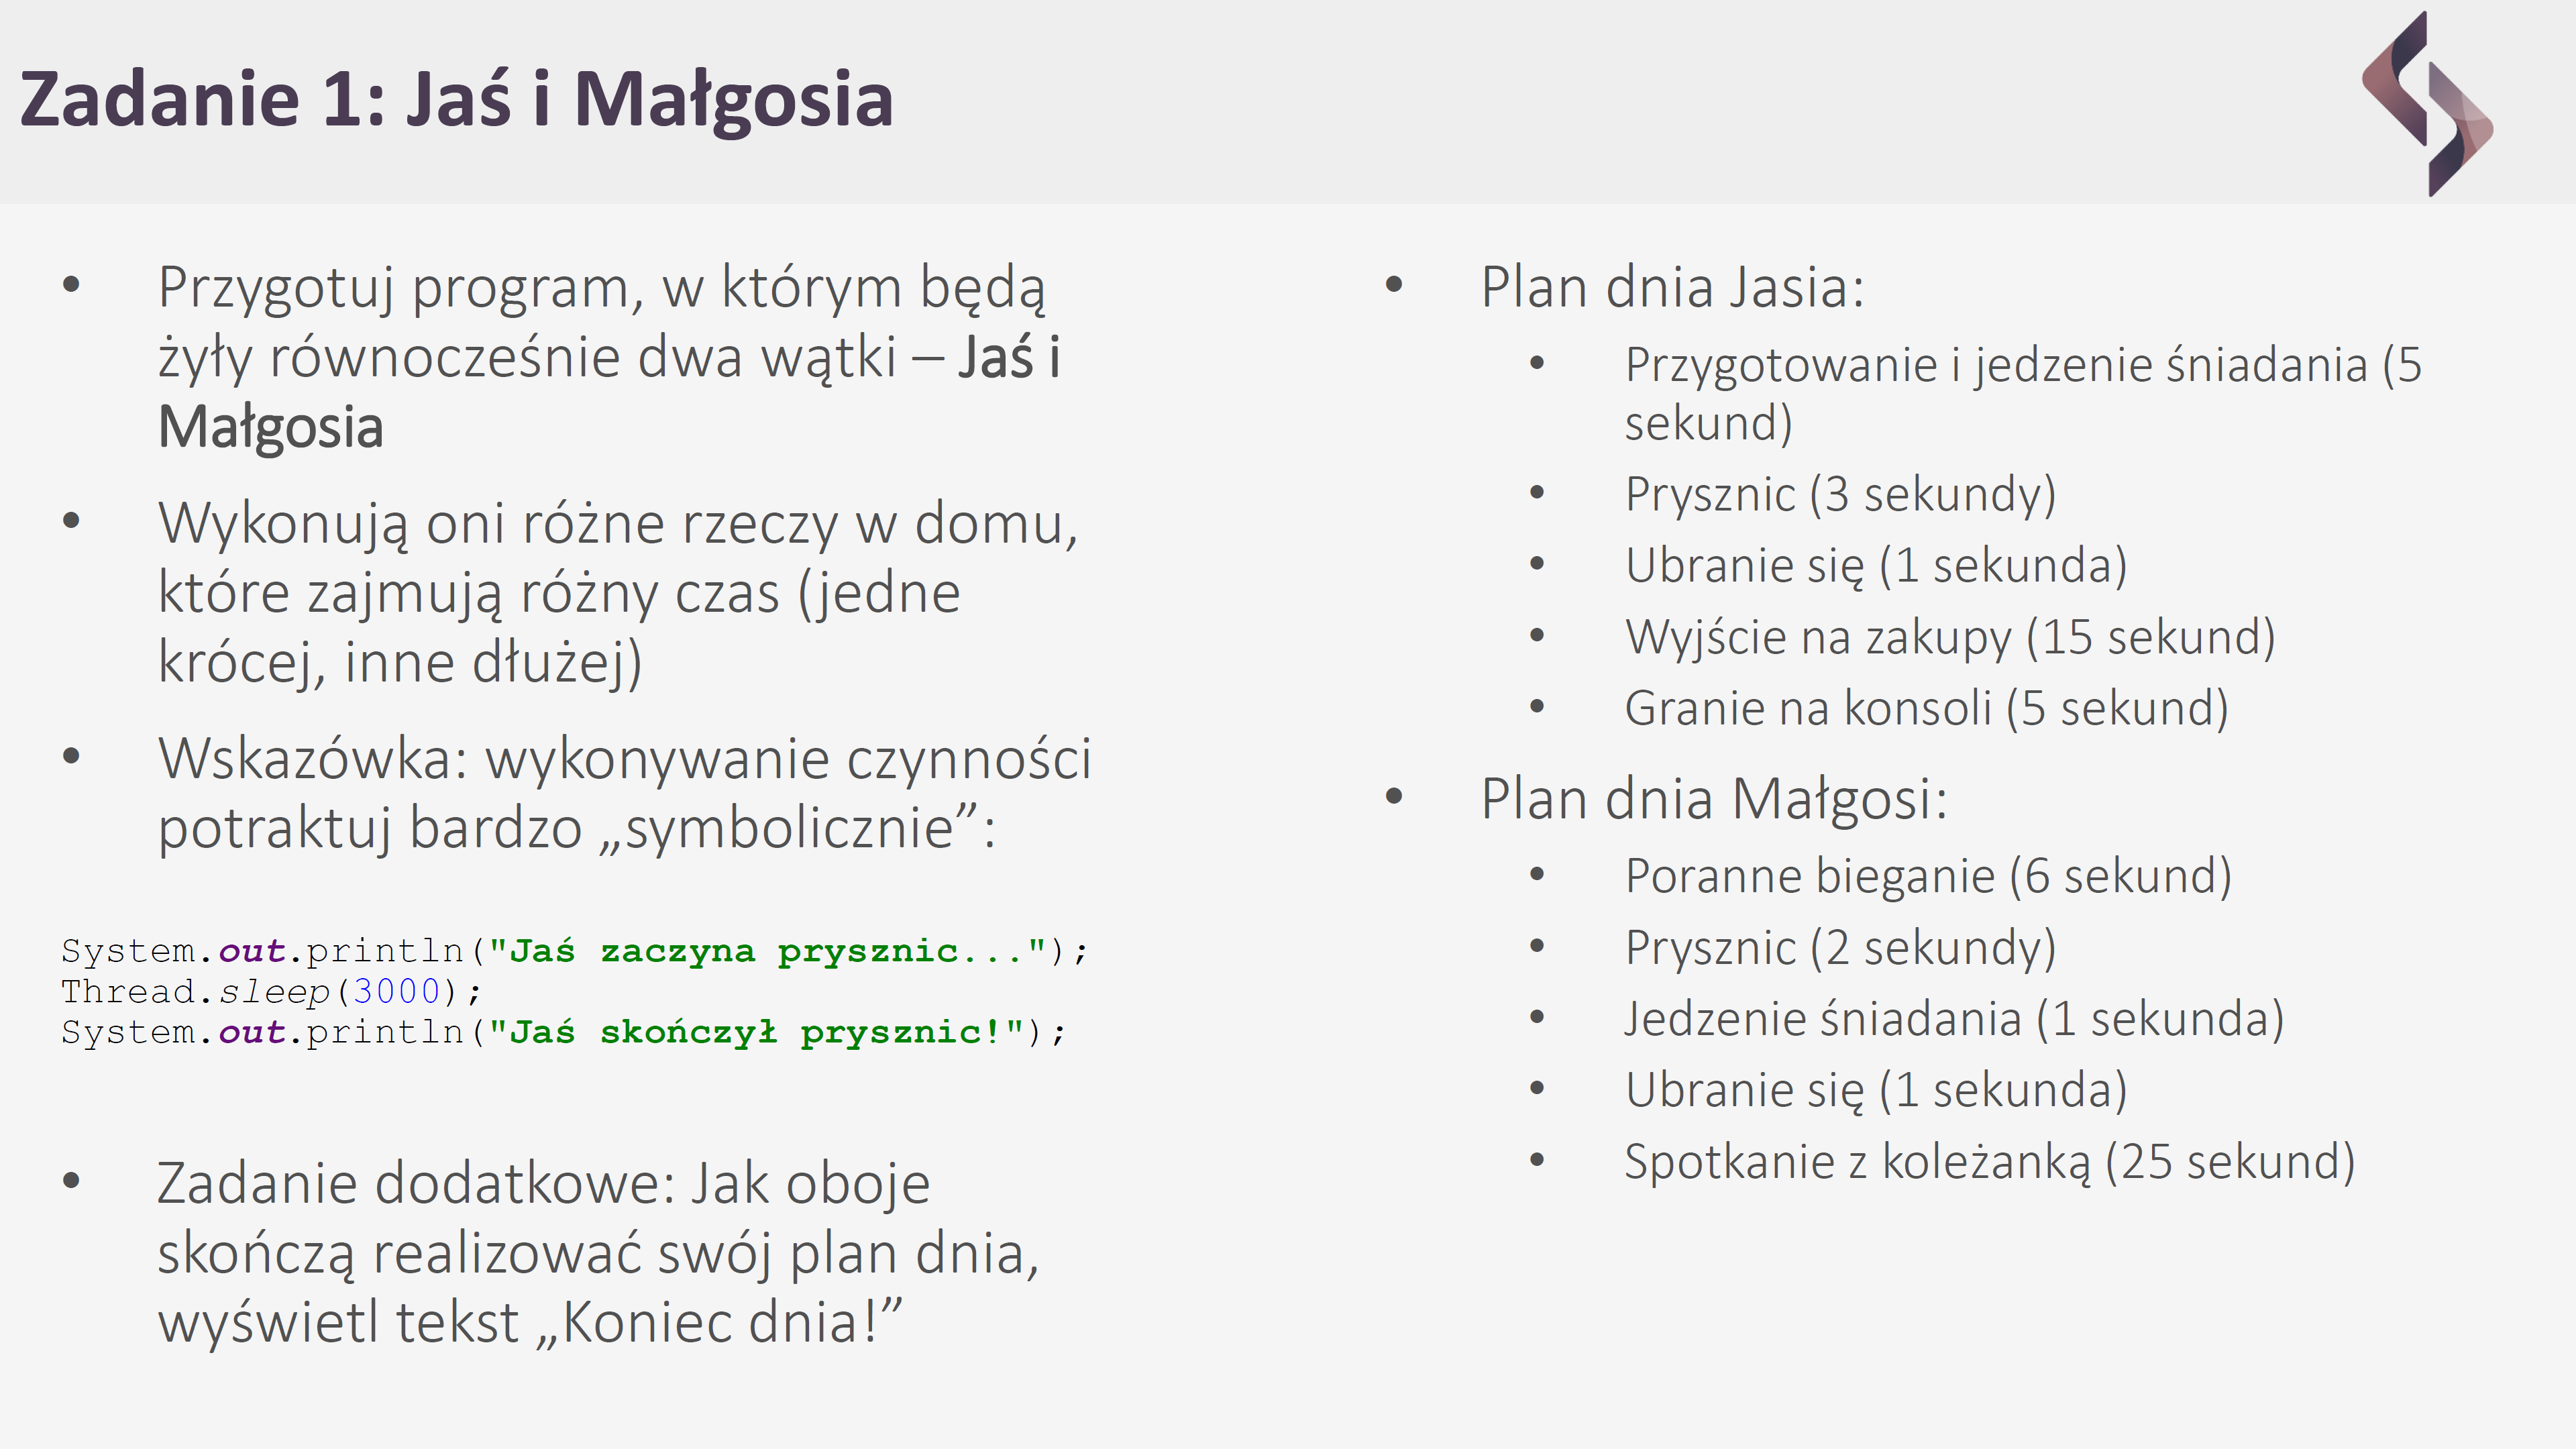 Zadanie 1: Jaś i Małgosia
• Przygotuj program, w którym będą
żyły równocześnie dwa wątki – Jaś i
Małgosia
• Wykonują oni różne rzeczy w domu,
które zajmują różny czas (jedne
krócej, inne dłużej)
• Wskazówka: wykonywanie czynności
potraktuj bardzo „symbolicznie”:
System.out.println("Jaś zaczyna prysznic...");
Thread.sleep(3000);
System.out.println("Jaś skończył prysznic!");
• Zadanie dodatkowe: Jak oboje
skończą realizować swój plan dnia,
wyświetl tekst „Koniec dnia!”
• Plan dnia Jasia:
• Przygotowanie i jedzenie śniadania (5
sekund)
• Prysznic (3 sekundy)
• Ubranie się (1 sekunda)
• Wyjście na zakupy (15 sekund)
• Granie na konsoli (5 sekund)
• Plan dnia Małgosi:
• Poranne bieganie (6 sekund)
• Prysznic (2 sekundy)
• Jedzenie śniadania (1 sekunda)
• Ubranie się (1 sekunda)
• Spotkanie z koleżanką (25 sekund)